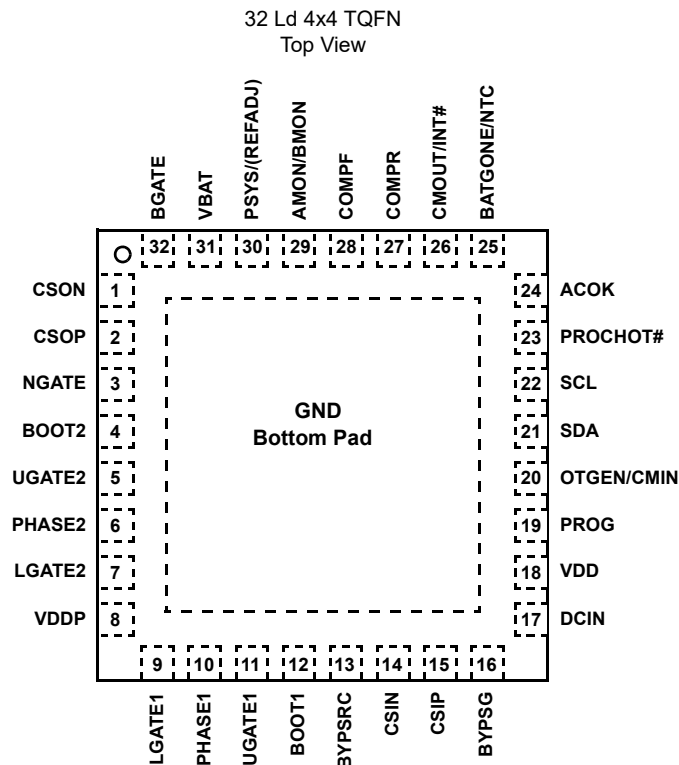 32 Ld 4x4 TQFN
Top View
BGATE
VBAT
PSYS/(REFADJ)
AMON/BMON
COMPF
COMPR
CMOUT/INT#
BATGONE/NTC
32 31 30 29 28 27 26 25
CSON 1
CSOP 2
NGATE 3
BOOT2 4
UGATE2 5
PHASE2 6
LGATE2 7
VDDP 8
GND
Bottom Pad
24 ACOK
23 PROCHOT#
22 SCL
21 SDA
20 OTGEN/CMIN
19 PROG
18 VDD
17 DCIN
9 10 11 12 13 14 15 16
LGATE1
PHASE1
UGATE1
BOOT1
BYPSRC
CSIN
CSIP
BYPSG